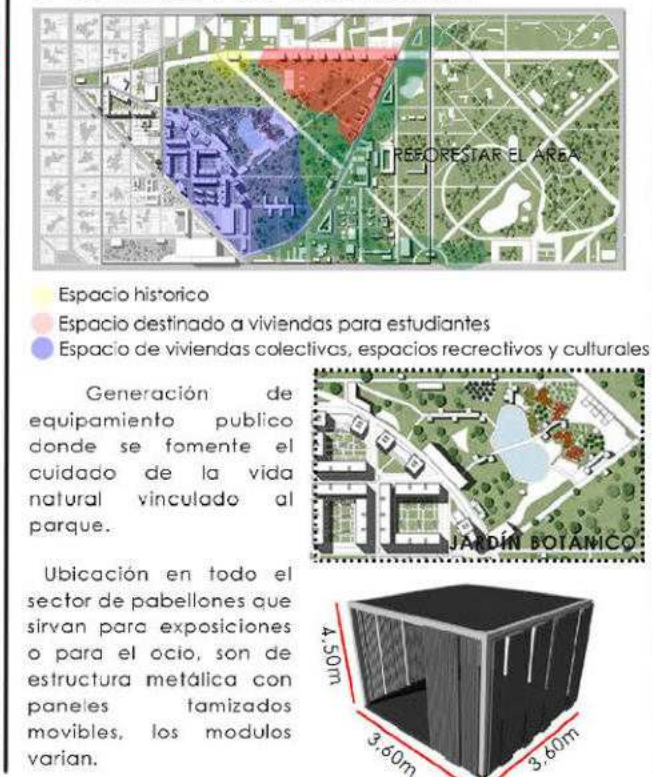 REFORESTAR EL ÁREA
Espacio historico
Espacio destinado a viviendas para estudiantes
Espacio de viviendas colectivas, espacios recreactivos y culturales
Generación de
equipamiento publico
donde se fomente el
cuidado de la vida
natural vinculado al
parque.
JARDÍN BOTANICO
Ubicación en todo el
sector de pabellones que
sirvan para exposiciones
o para el ocio, son de
estructura metálica con
paneles tamizados
movibles, los modulos
varian.
4,50m
3,60m
3,60m